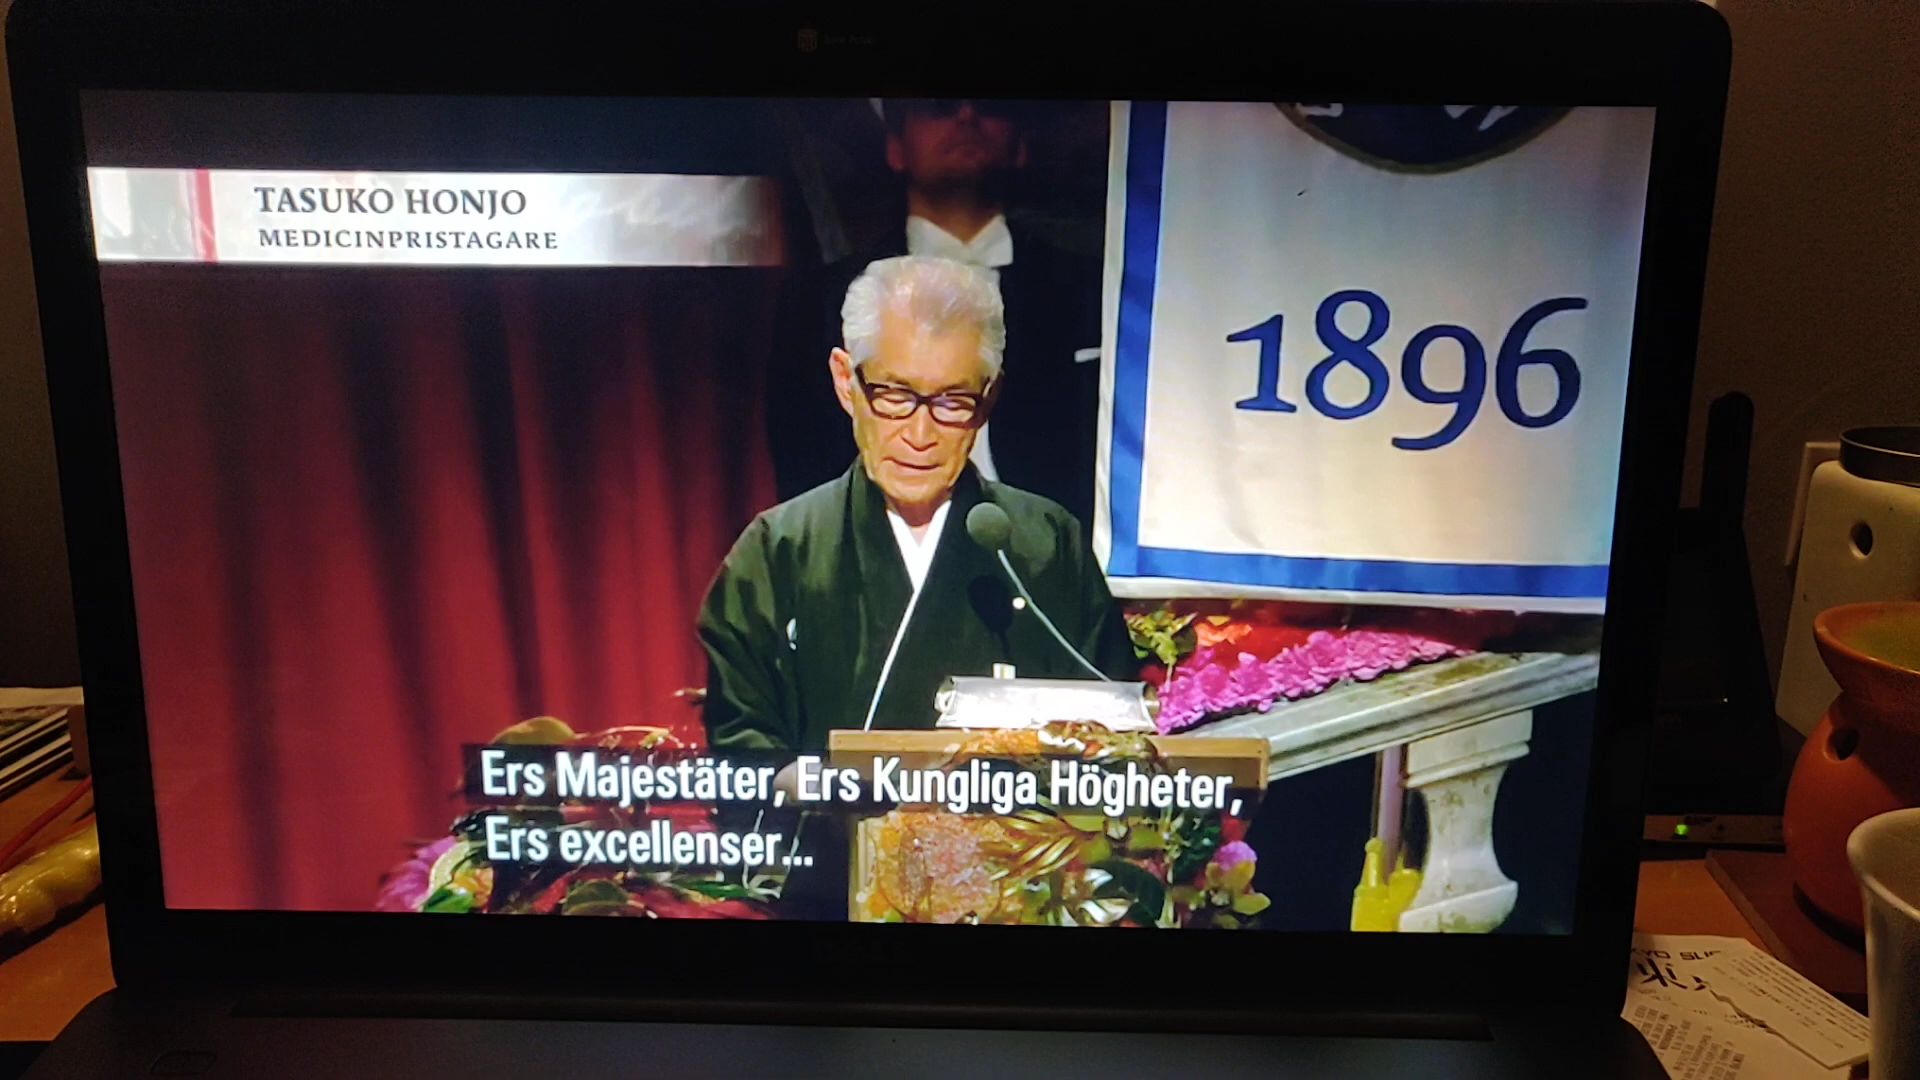 TASUKO HONJO
MEDICINPRISTAGARE
1896
Ers Majestäter, Ers Kungliga Högheter,
Ers excellenser...